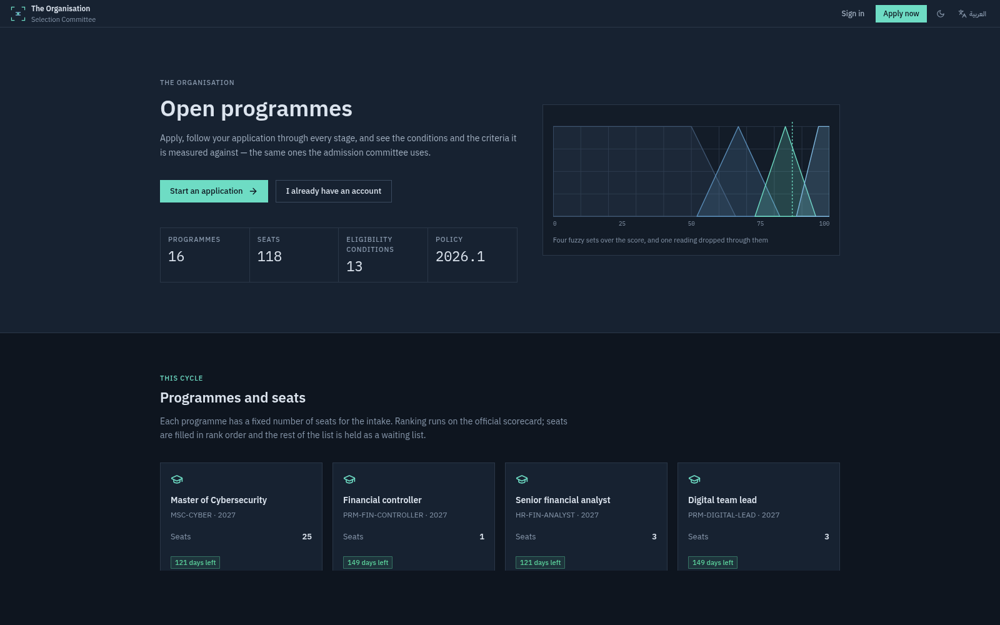 The Organisation
Selection Committee
Sign in
Apply now
العربية
THE ORGANISATION
Open programmes
Apply, follow your application through every stage, and see the conditions and the criteria it
is measured against — the same ones the admission committee uses.
Start an application
I already have an account
PROGRAMMES
16
SEATS
118
ELIGIBILITY
CONDITIONS
13
POLICY
2026.1
0 25 50 75 100
Four fuzzy sets over the score, and one reading dropped through them
THIS CYCLE
Programmes and seats
Each programme has a fixed number of seats for the intake. Ranking runs on the official scorecard; seats
are filled in rank order and the rest of the list is held as a waiting list.
Master of Cybersecurity
MSC-CYBER · 2027
Seats 25
121 days left
Financial controller
PRM-FIN-CONTROLLER · 2027
Seats 1
149 days left
Senior financial analyst
HR-FIN-ANALYST · 2027
Seats 3
121 days left
Digital team lead
PRM-DIGITAL-LEAD · 2027
Seats 3
149 days left